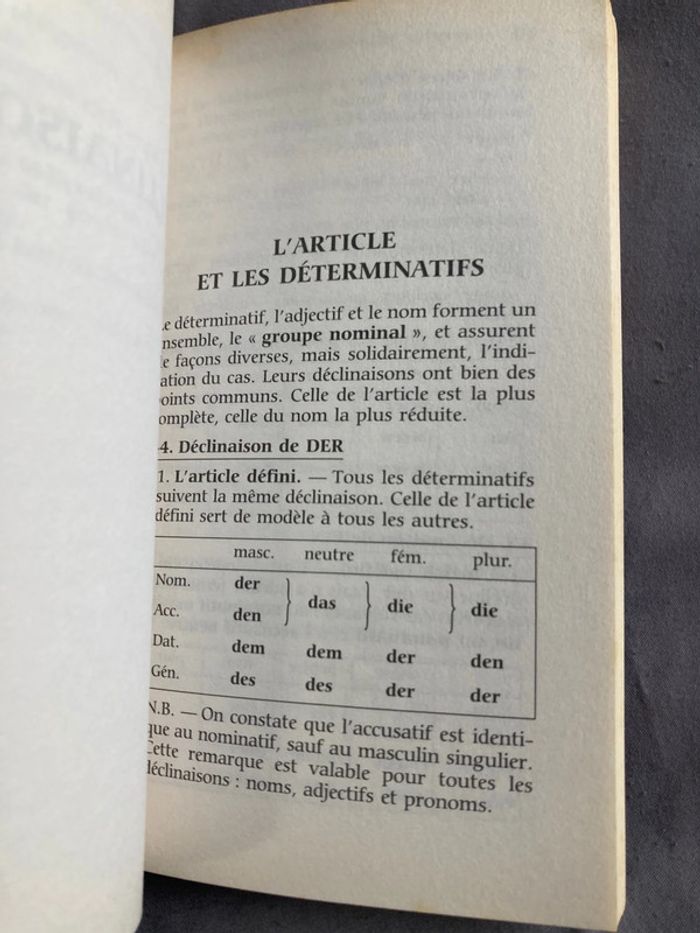 L'ARTICLE
ET LES DÉTERMINATIFS
e déterminatif, l'adjectif et le nom forment un
nsemble, le « groupe nominal », et assurent
e façons diverses, mais solidairement, l'indi-
ation du cas. Leurs déclinaisons ont bien des
oints communs. Celle de l'article est la plus
omplète, celle du nom la plus réduite.
4. Déclinaison de DER
1. L'article défini. — Tous les déterminatifs
suivent la même déclinaison. Celle de l'article
défini sert de modèle à tous les autres.
masc. neutre fém. plur.
Nom. der
das die die
Acc. den
Dat. dem dem der den
Gén. des des der der
N.B. — On constate que l'accusatif est identi-
que au nominatif, sauf au masculin singulier.
Cette remarque est valable pour toutes les
déclinaisons : noms, adjectifs et pronoms.